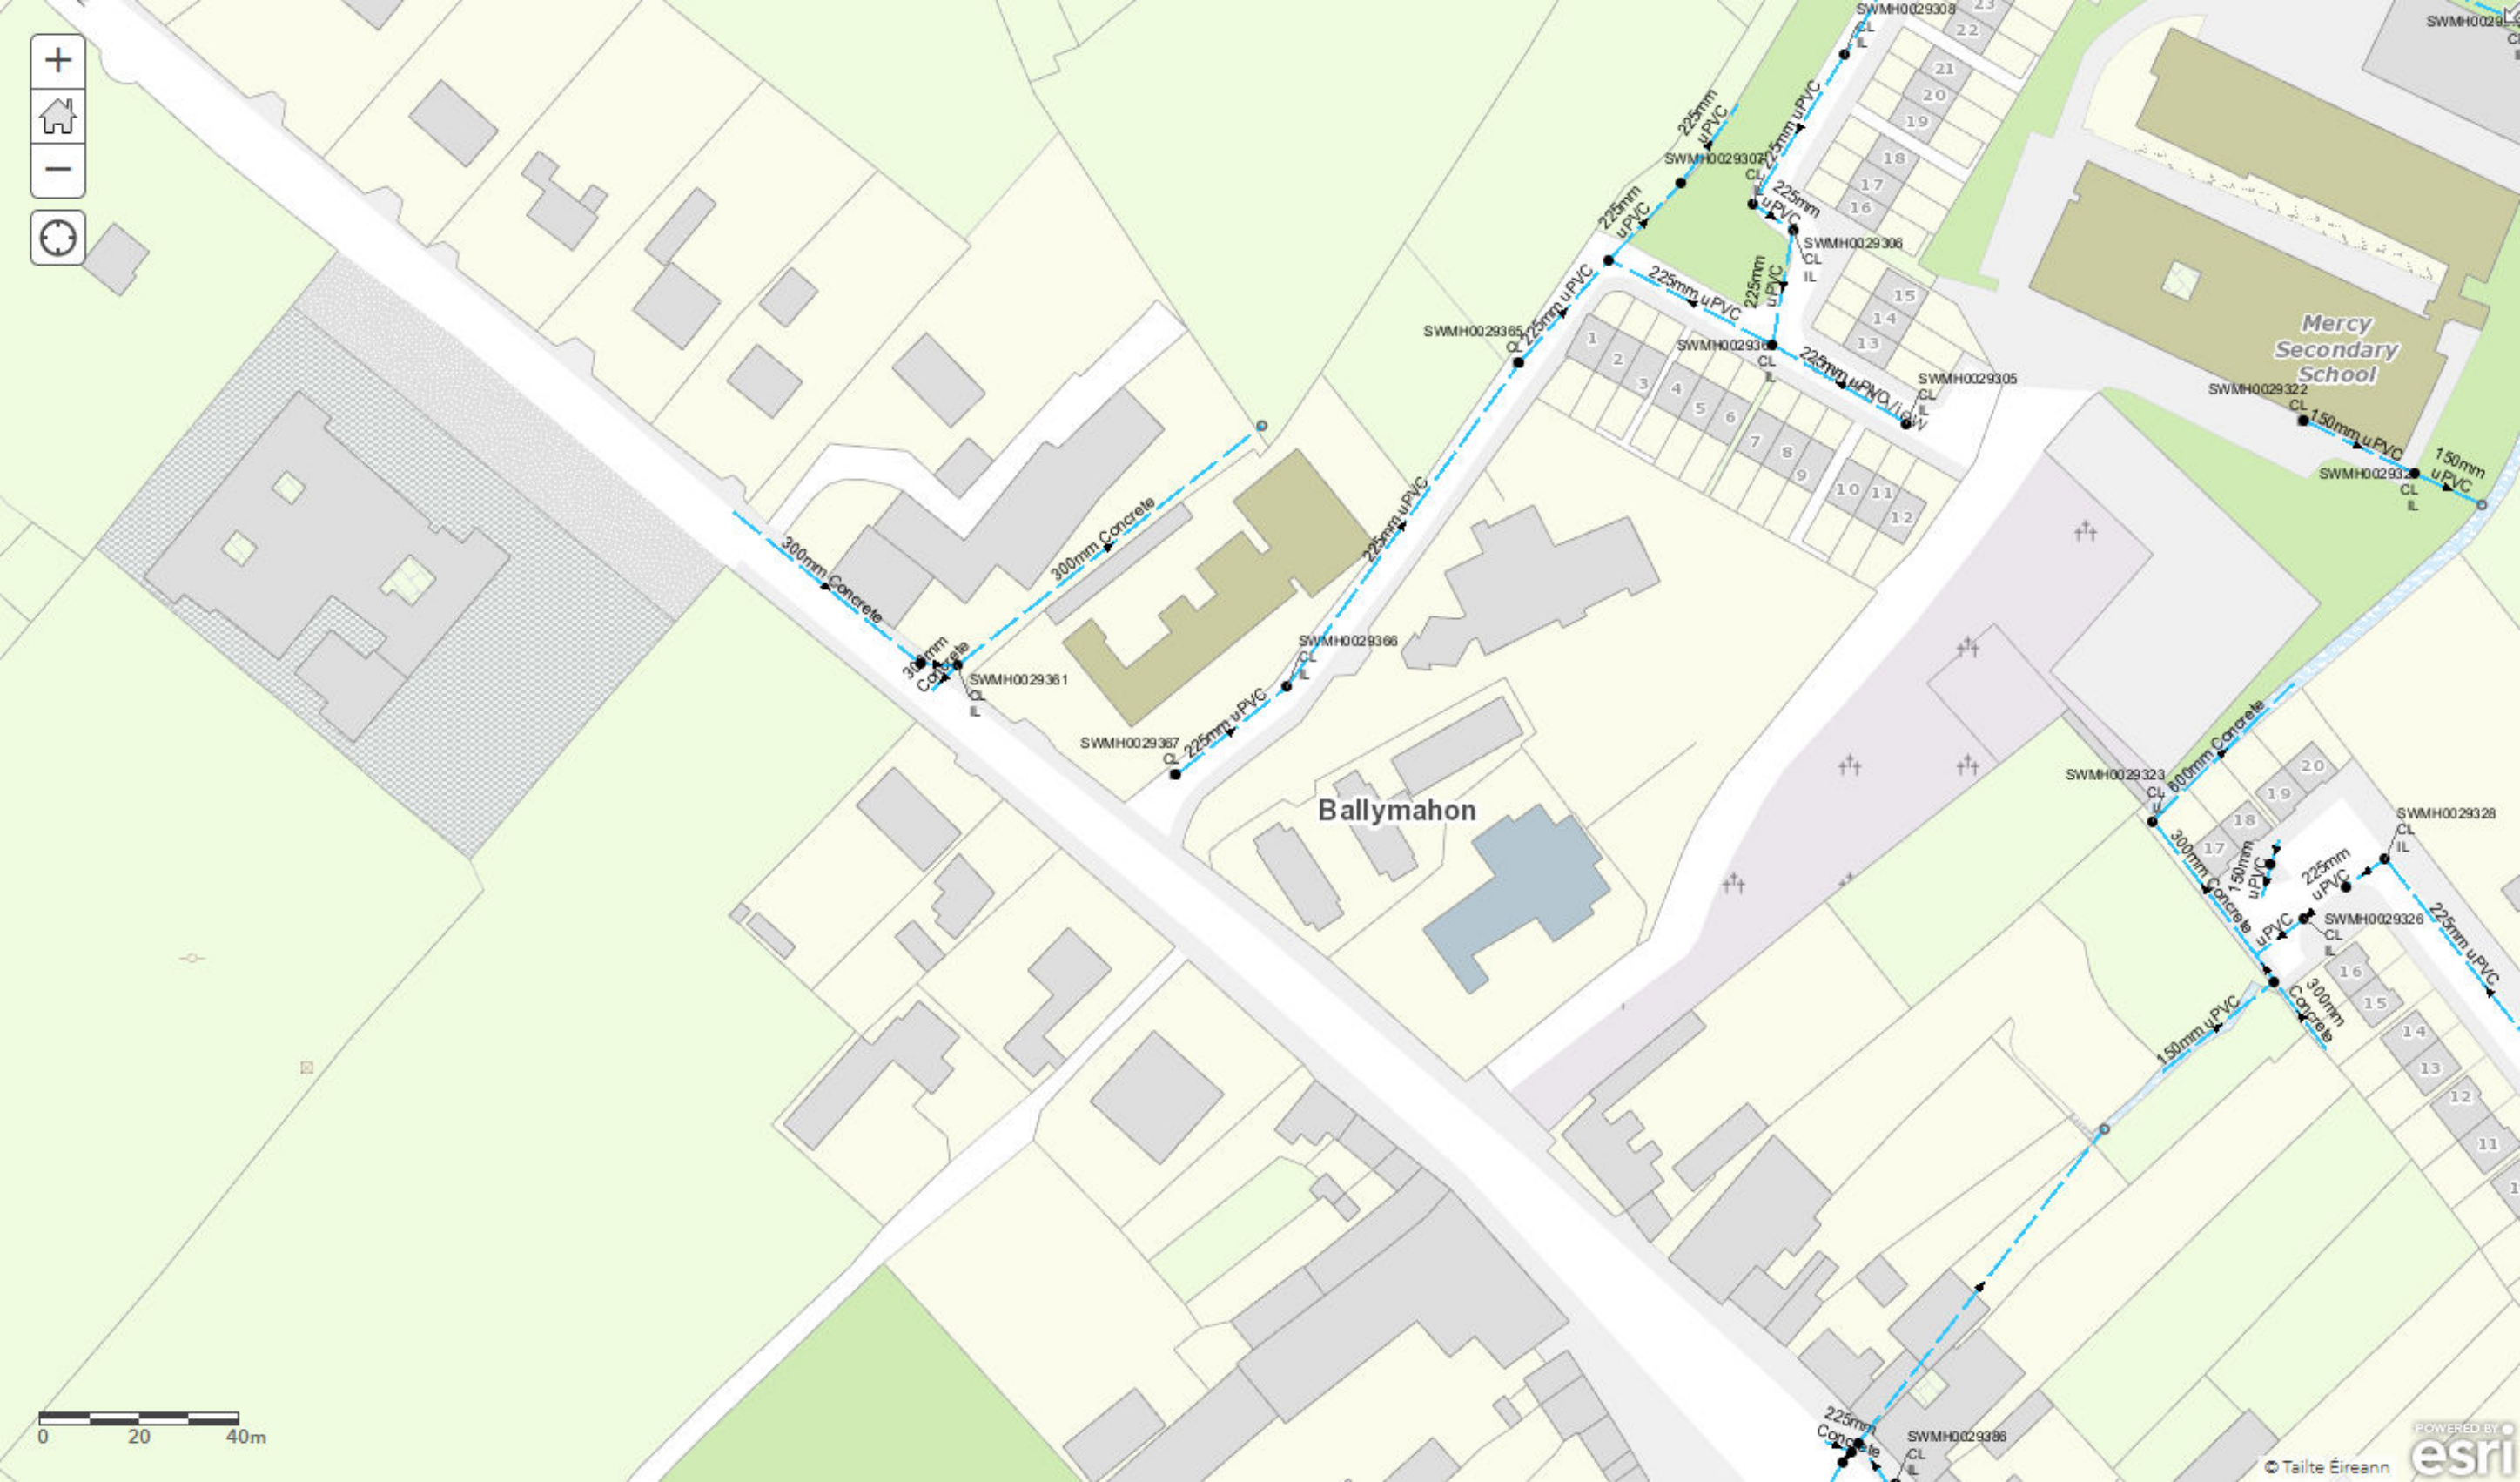 SWMH0029308
CL
IL
23
22
21
20
19
18
17
16
225mm uPVC
225mm
uPVC
SWMH0029307
CL
225mm
uPVC
225mm
uPVC
SWMH0029306
CL
IL
225mm
uPVC
225mm uPVC
15
14
13
SWMH0029365
CL
225mm uPVC
1
2
3
4
5
6
7
8
9
10
11
12
CL
IL
225mm uPVC
SWMH0029305
CL
IL
Mercy
Secondary
School
SWMH0029322
CL
150mm uPVC
150mm
uPVC
CL
IL
300mm Concrete
300mm Concrete
300mm
Concrete
SWMH0029361
CL
IL
225mm uPVC
SWMH0029366
CL
IL
SWMH0029367
CL
225mm uPVC
Ballymahon
600mm Concrete
SWMH0029323
CL
IL
20
19
18
17
SWMH0029328
CL
IL
300mm Concrete
150mm
uPVC
225mm
uPVC
225mm uPVC
SWMH0029326
CL
IL
uPVC
16
15
14
13
12
11
300mm
Concrete
150mm uPVC
225mm
Concrete
SWMH0029386
CL
IL
0 20 40m
© Tailte Éireann
POWERED BY
esri